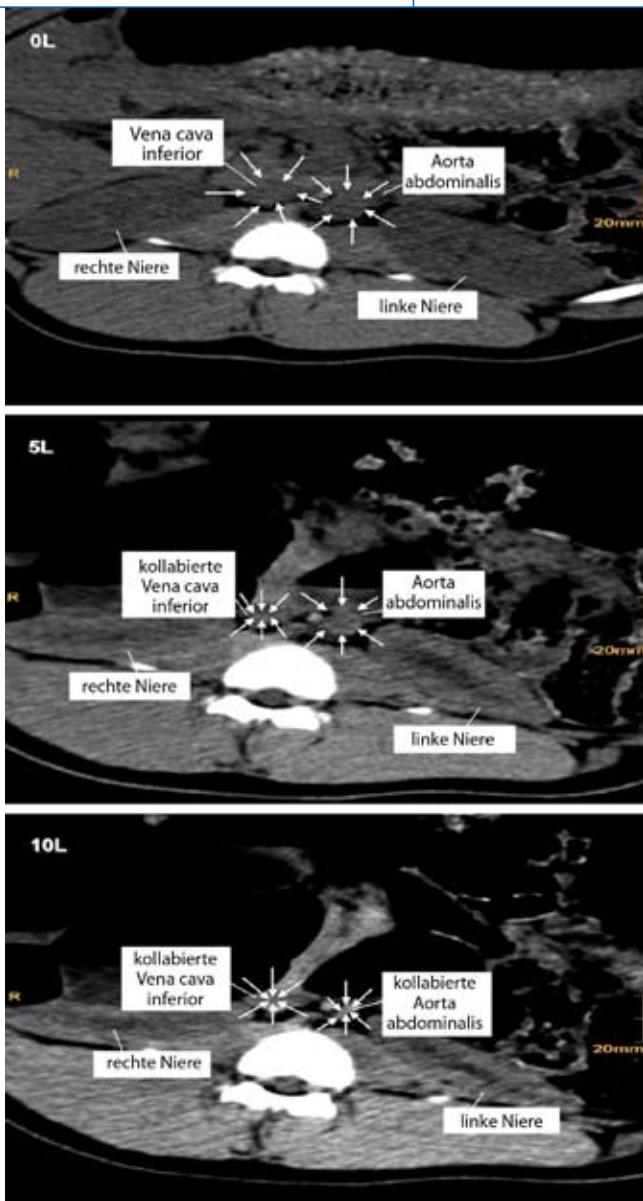 0L
Vena cava
inferior
Aorta
abdominalis
R
20mm
rechte Niere
linke Niere
5L
kollabierte
Vena cava
inferior
Aorta
abdominalis
R
20mm
rechte Niere
linke Niere
10L
kollabierte
Vena cava
inferior
kollabierte
Aorta
abdominalis
R
20mm
rechte Niere
linke Niere